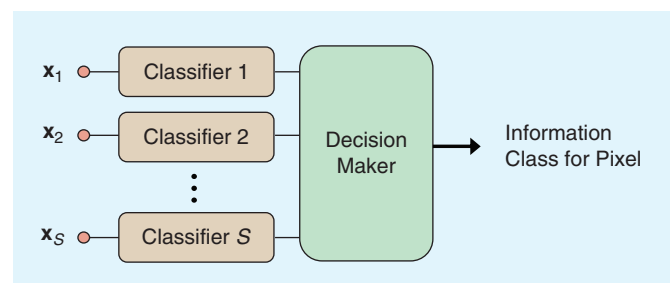 x1 Classifier 1
x2 Classifier 2
xS Classifier S
Decision
Maker
Information
Class for Pixel